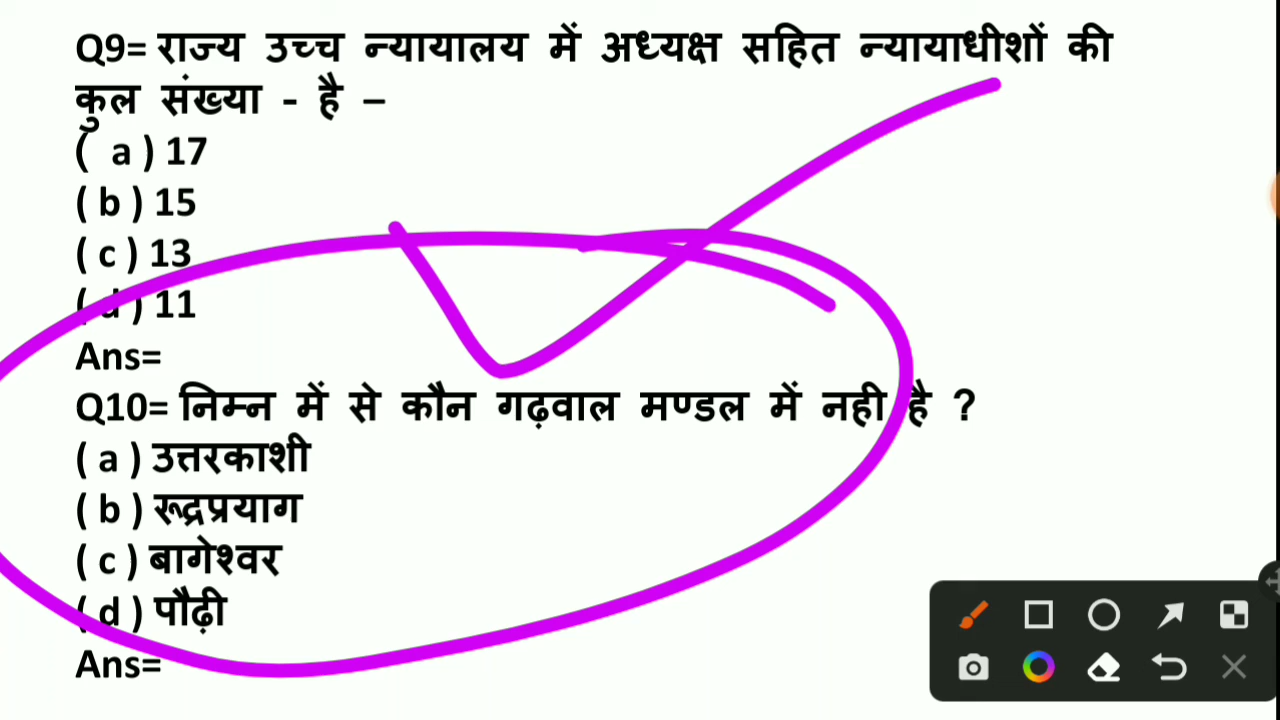 Q9= राज्य उच्च न्यायालय में अध्यक्ष सहित न्यायाधीशों की
कुल संख्या - है –
( a ) 17
( b ) 15
( c ) 13
( d ) 11
Ans=
Q10= निम्न में से कौन गढ़वाल मण्डल में नही है ?
( a ) उत्तरकाशी
( b ) रूद्रप्रयाग
( c ) बागेश्वर
( d ) पौढ़ी
Ans=